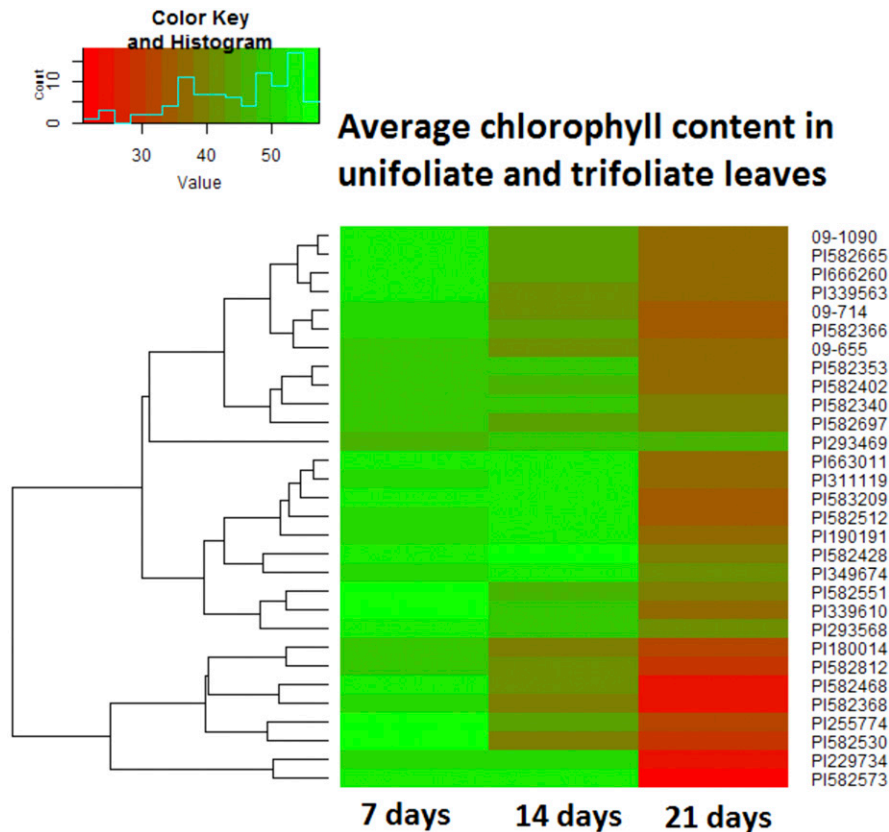 Color Key
and Histogram
Count
0 10
30 40 50
Value
Average chlorophyll content in
unifoliate and trifoliate leaves
09-1090
PI582665
PI666260
PI339563
09-714
PI582366
09-655
PI582353
PI582402
PI582340
PI582697
PI293469
PI663011
PI311119
PI583209
PI582512
PI190191
PI582428
PI349674
PI582551
PI339610
PI293568
PI180014
PI582812
PI582468
PI582368
PI255774
PI582530
PI229734
PI582573
7 days 14 days 21 days